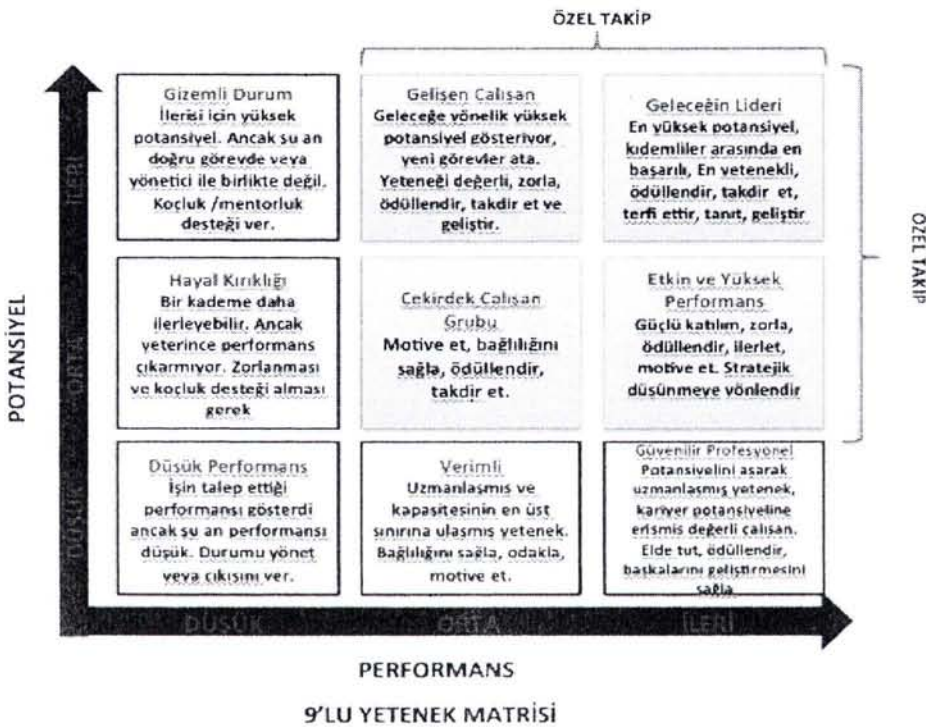 ÖZEL TAKİP
Gizemli Durum
İlerisi için yüksek
potansiyel. Ancak şu an
doğru görevde veya
yönetici ile birlikte değil.
Koçluk /mentorluk
desteği ver.
Gelişen Çalışan
Geleceğe yönelik yüksek
potansiyel gösteriyor,
yeni görevler ata.
Yeteneği değerli, zorla,
ödüllendir, takdir et ve
geliştir.
Geleceğin Lideri
En yüksek potansiyel,
kıdemliler arasında en
başarılı, En yetenekli,
ödüllendir, takdir et,
terfi ettir, tanıt, geliştir
ÖZEL TAKİP
İLERİ
Hayal Kırıklığı
Bir kademe daha
ilerleyebilir. Ancak
yeterince performans
çıkarmıyor. Zorlanması
ve koçluk desteği alması
gerek
Çekirdek Çalışan
Grubu
Motive et, bağlılığını
sağla, ödüllendir,
takdir et.
Etkin ve Yüksek
Performans
Güçlü katılım, zorla,
ödüllendir, ilerlet,
motive et. Stratejik
düşünmeye yönlendir
POTANSİYEL
ORTA
Düşük Performans
İşin talep ettiği
performansı gösterdi
ancak şu an performansı
düşük. Durumu yönet
veya çıkışını ver.
Verimli
Uzmanlaşmış ve
kapasitesinin en üst
sınırına ulaşmış yetenek.
Bağlılığını sağla, odakla,
motive et.
Güvenilir Profesyonel
Potansiyelini aşarak
uzmanlaşmış yetenek,
kariyer potansiyeline
erişmiş değerli çalışan.
Elde tut, ödüllendir,
başkalarını geliştirmesini
sağla
DÜŞÜK
DÜŞÜK
ORTA
İLERİ
PERFORMANS
9'LU YETENEK MATRİSİ